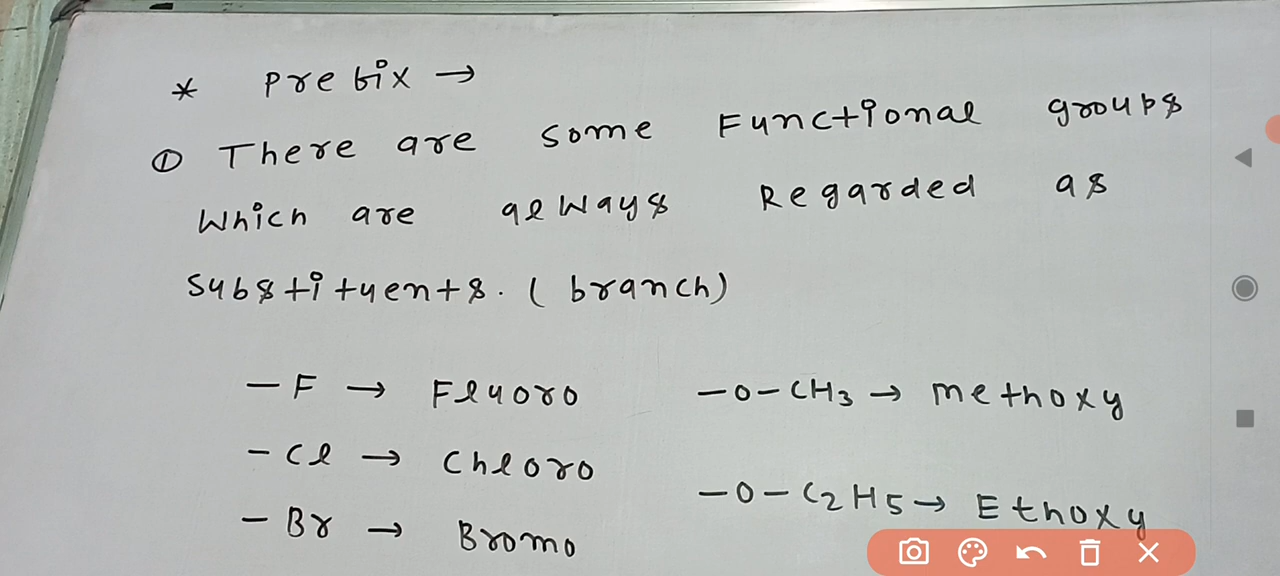 * Prefix →
① There are some Functional groups
Which are always Regarded as
Substituents. ( branch)
— F → Fluoro
— Cl → Chloro
— Br → Bromo
— O — CH3 → methoxy
— O — C2H5 → Ethoxy